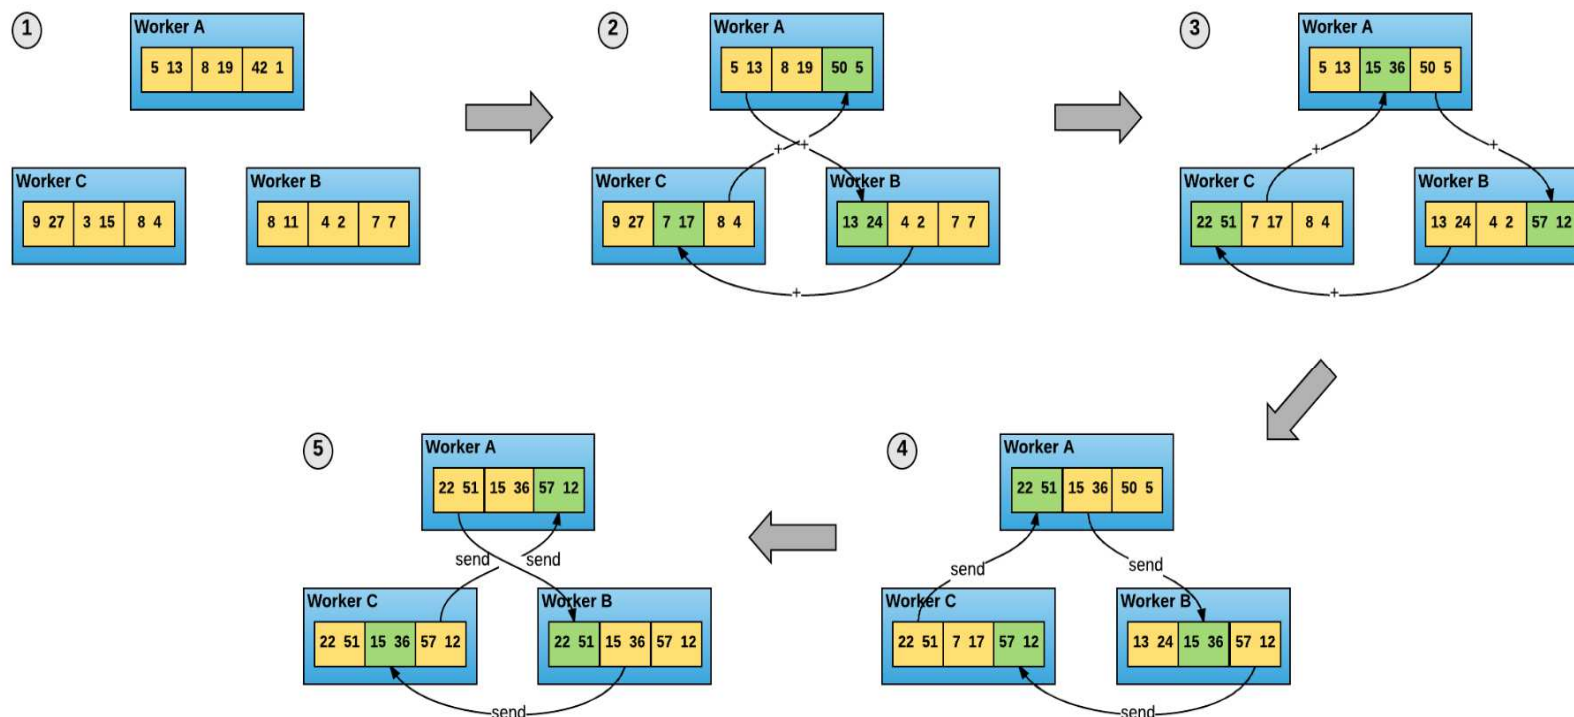 1
Worker A
5 13 8 19 42 1
Worker C
9 27 3 15 8 4
Worker B
8 11 4 2 7 7
2
Worker A
5 13 8 19 50 5
+ +
Worker C
9 27 7 17 8 4
Worker B
13 24 4 2 7 7
+
3
Worker A
5 13 15 36 50 5
+ +
Worker C
22 51 7 17 8 4
Worker B
13 24 4 2 57 12
+
4
Worker A
22 51 15 36 50 5
send send
Worker C
22 51 7 17 57 12
Worker B
13 24 15 36 57 12
send
5
Worker A
22 51 15 36 57 12
send send
Worker C
22 51 15 36 57 12
Worker B
22 51 15 36 57 12
send